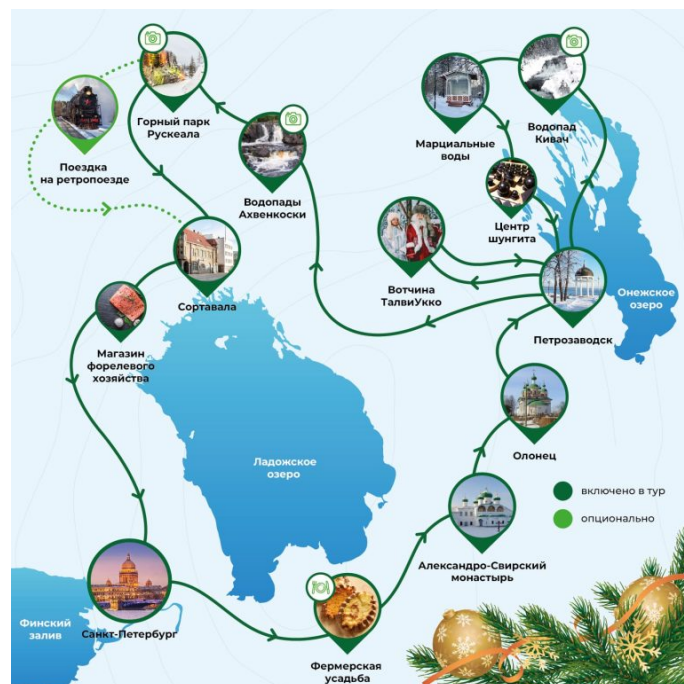 Горный парк
Рускеала
Поездка
на ретропоезде
Водопады
Ахвенкоски
Марциальные
воды
Водопад
Кивач
Центр
шунгита
Вотчина
ТалвиУкко
Онежское
озеро
Петрозаводск
Сортавала
Магазин
форелевого
хозяйства
Олонец
Ладожское
озеро
включено в тур
опционально
Александро-Свирский
монастырь
Финский
залив
Санкт-Петербург
Фермерская
усадьба